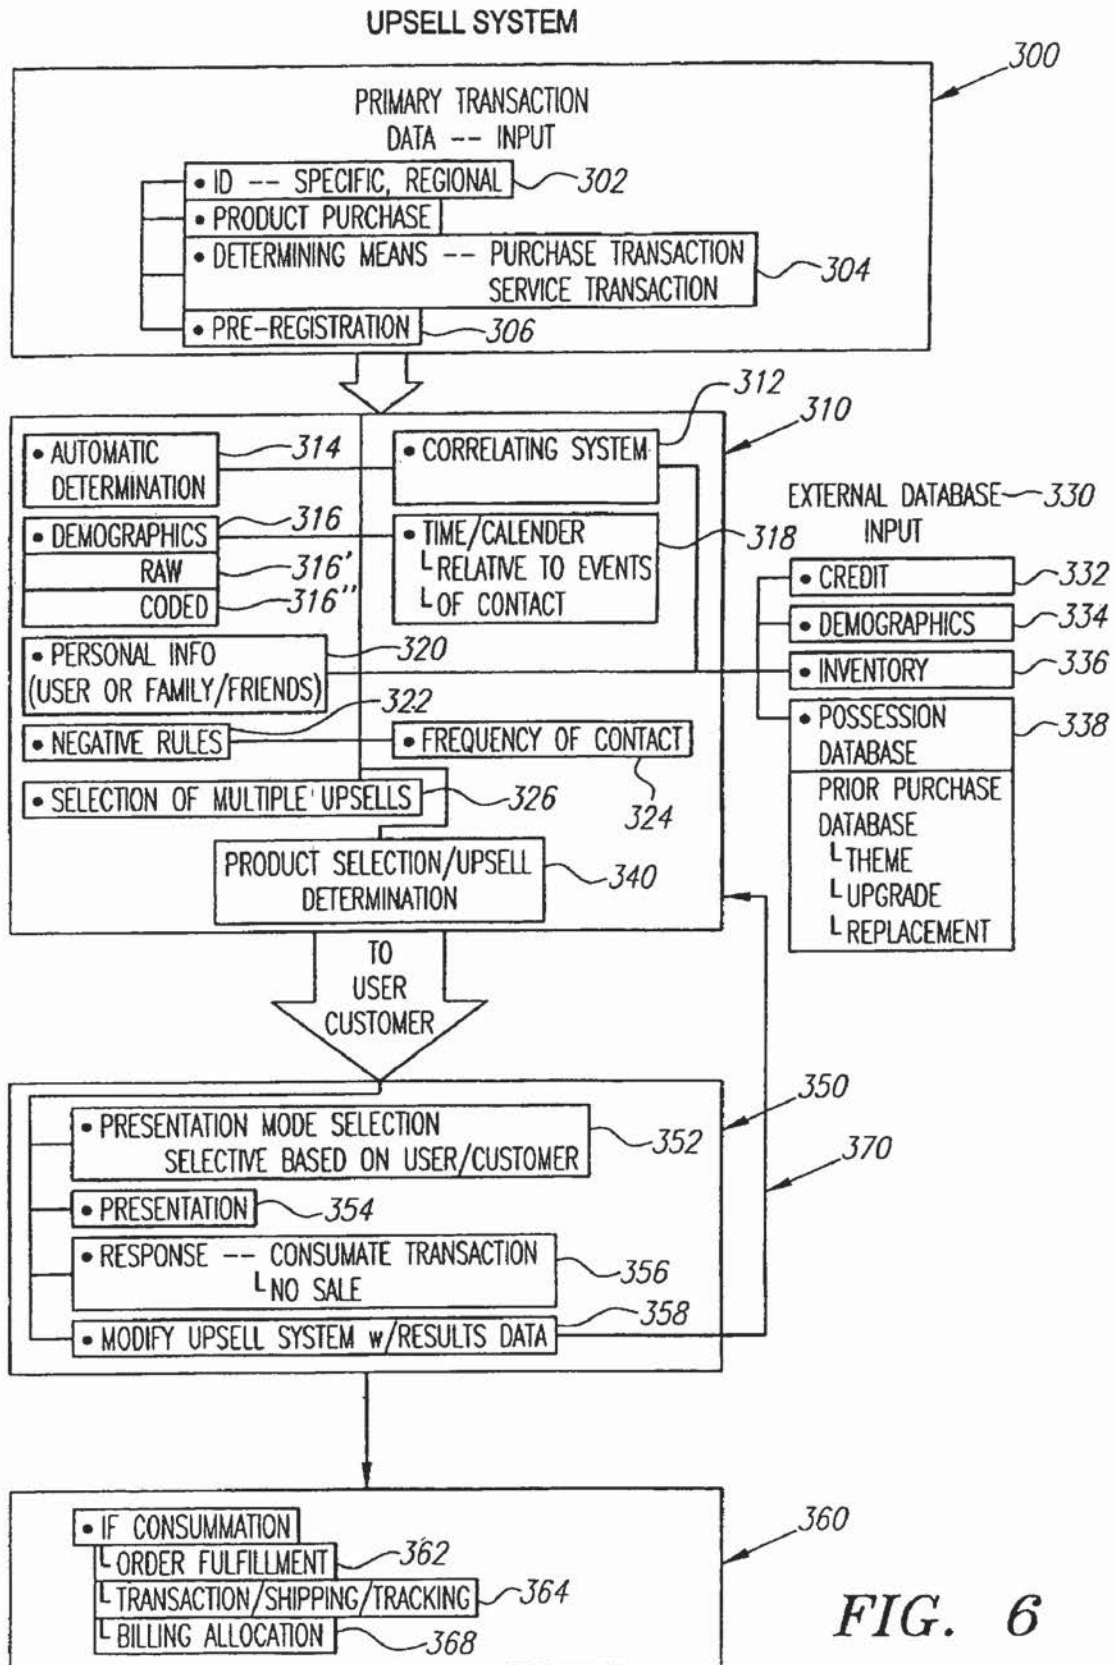 UPSELL SYSTEM
300
PRIMARY TRANSACTION
DATA -- INPUT
• ID -- SPECIFIC, REGIONAL 302
• PRODUCT PURCHASE
• DETERMINING MEANS -- PURCHASE TRANSACTION
SERVICE TRANSACTION 304
• PRE-REGISTRATION 306
310
• AUTOMATIC
DETERMINATION 314
• CORRELATING SYSTEM 312
• DEMOGRAPHICS 316
RAW 316'
CODED 316"
• TIME/CALENDER
└ RELATIVE TO EVENTS
└ OF CONTACT
318
• PERSONAL INFO
(USER OR FAMILY/FRIENDS) 320
• NEGATIVE RULES 322
• FREQUENCY OF CONTACT
324
• SELECTION OF MULTIPLE UPSELLS 326
PRODUCT SELECTION/UPSELL
DETERMINATION 340
EXTERNAL DATABASE 330
INPUT
• CREDIT 332
• DEMOGRAPHICS 334
• INVENTORY 336
• POSSESSION
DATABASE 338
PRIOR PURCHASE
DATABASE
└ THEME
└ UPGRADE
└ REPLACEMENT
TO
USER
CUSTOMER
350
370
• PRESENTATION MODE SELECTION
SELECTIVE BASED ON USER/CUSTOMER 352
• PRESENTATION 354
• RESPONSE -- CONSUMATE TRANSACTION
└ NO SALE 356
• MODIFY UPSELL SYSTEM w/RESULTS DATA 358
360
• IF CONSUMMATION
└ ORDER FULFILLMENT 362
└ TRANSACTION/SHIPPING/TRACKING 364
└ BILLING ALLOCATION 368
FIG. 6